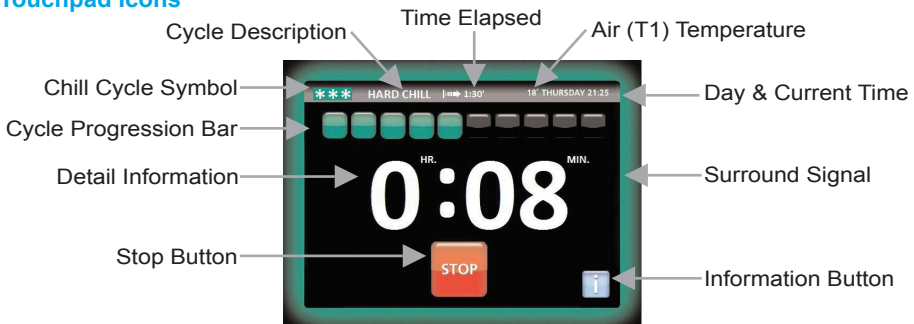 Touchpad Icons
Time Elapsed
Cycle Description
Air (T1) Temperature
Chill Cycle Symbol
*** HARD CHILL 1:30' 18° THURSDAY 21:25
Day & Current Time
Cycle Progression Bar
HR. MIN.
0:08
Detail Information
Surround Signal
Stop Button
STOP
i
Information Button